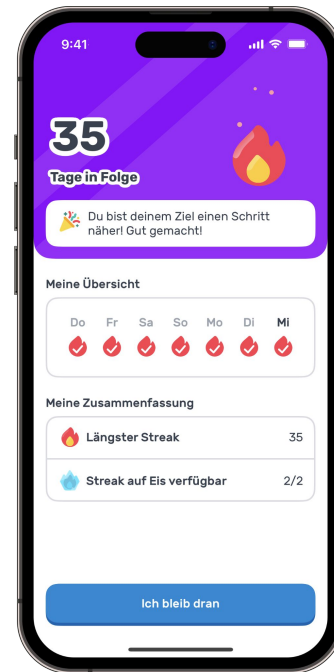 9:41
35
Tage in Folge
Du bist deinem Ziel einen Schritt
näher! Gut gemacht!
Meine Übersicht
Do Fr Sa So Mo Di Mi
Meine Zusammenfassung
Längster Streak 35
Streak auf Eis verfügbar 2/2
Ich bleib dran